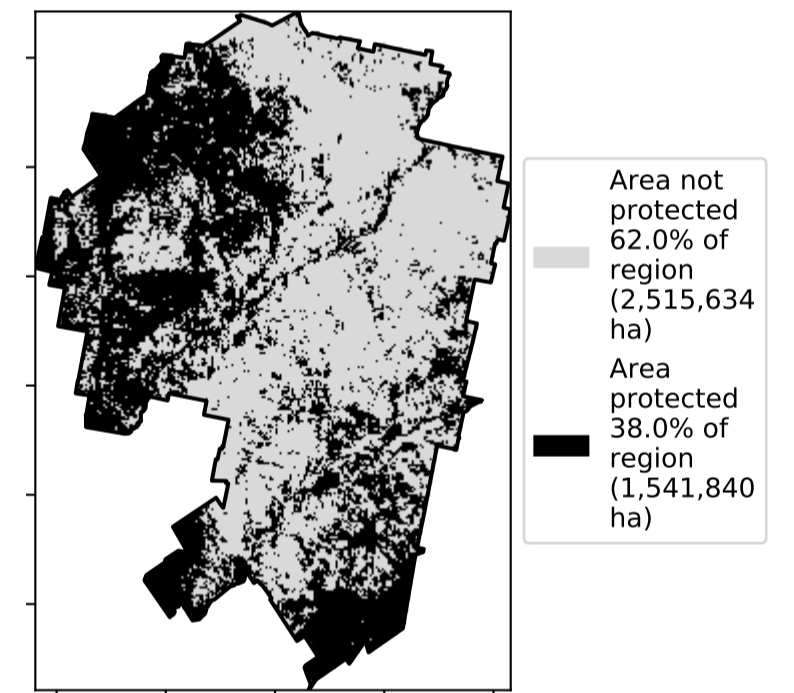 Area not
protected
62.0% of
region
(2,515,634
ha)
Area
protected
38.0% of
region
(1,541,840
ha)